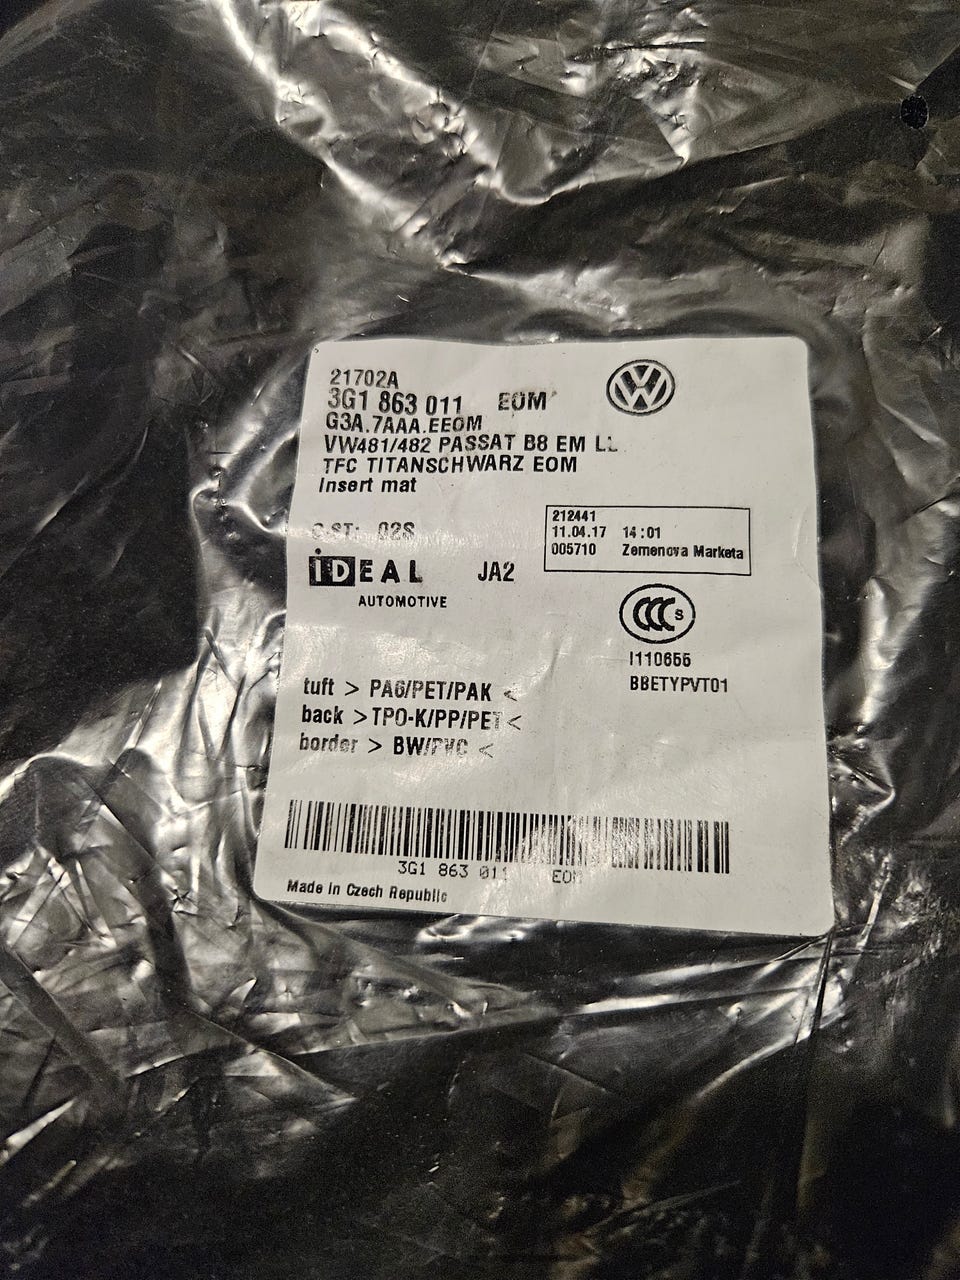 21702A
3G1 863 011 EOM
G3A.7AAA.EEOM
VW481/482 PASSAT B8 EM LL
TFC TITANSCHWARZ EOM
Insert mat
C.ST: 02S
212441
11.04.17 14:01
005710 Zemenova Marketa
iDEAL JA2
AUTOMOTIVE
CCC S
I110655
BBETYPVT01
tuft > PA6/PET/PAK <
back > TPO-K/PP/PET <
border > BW/PVC <
3G1 863 011 EOM
Made in Czech Republic